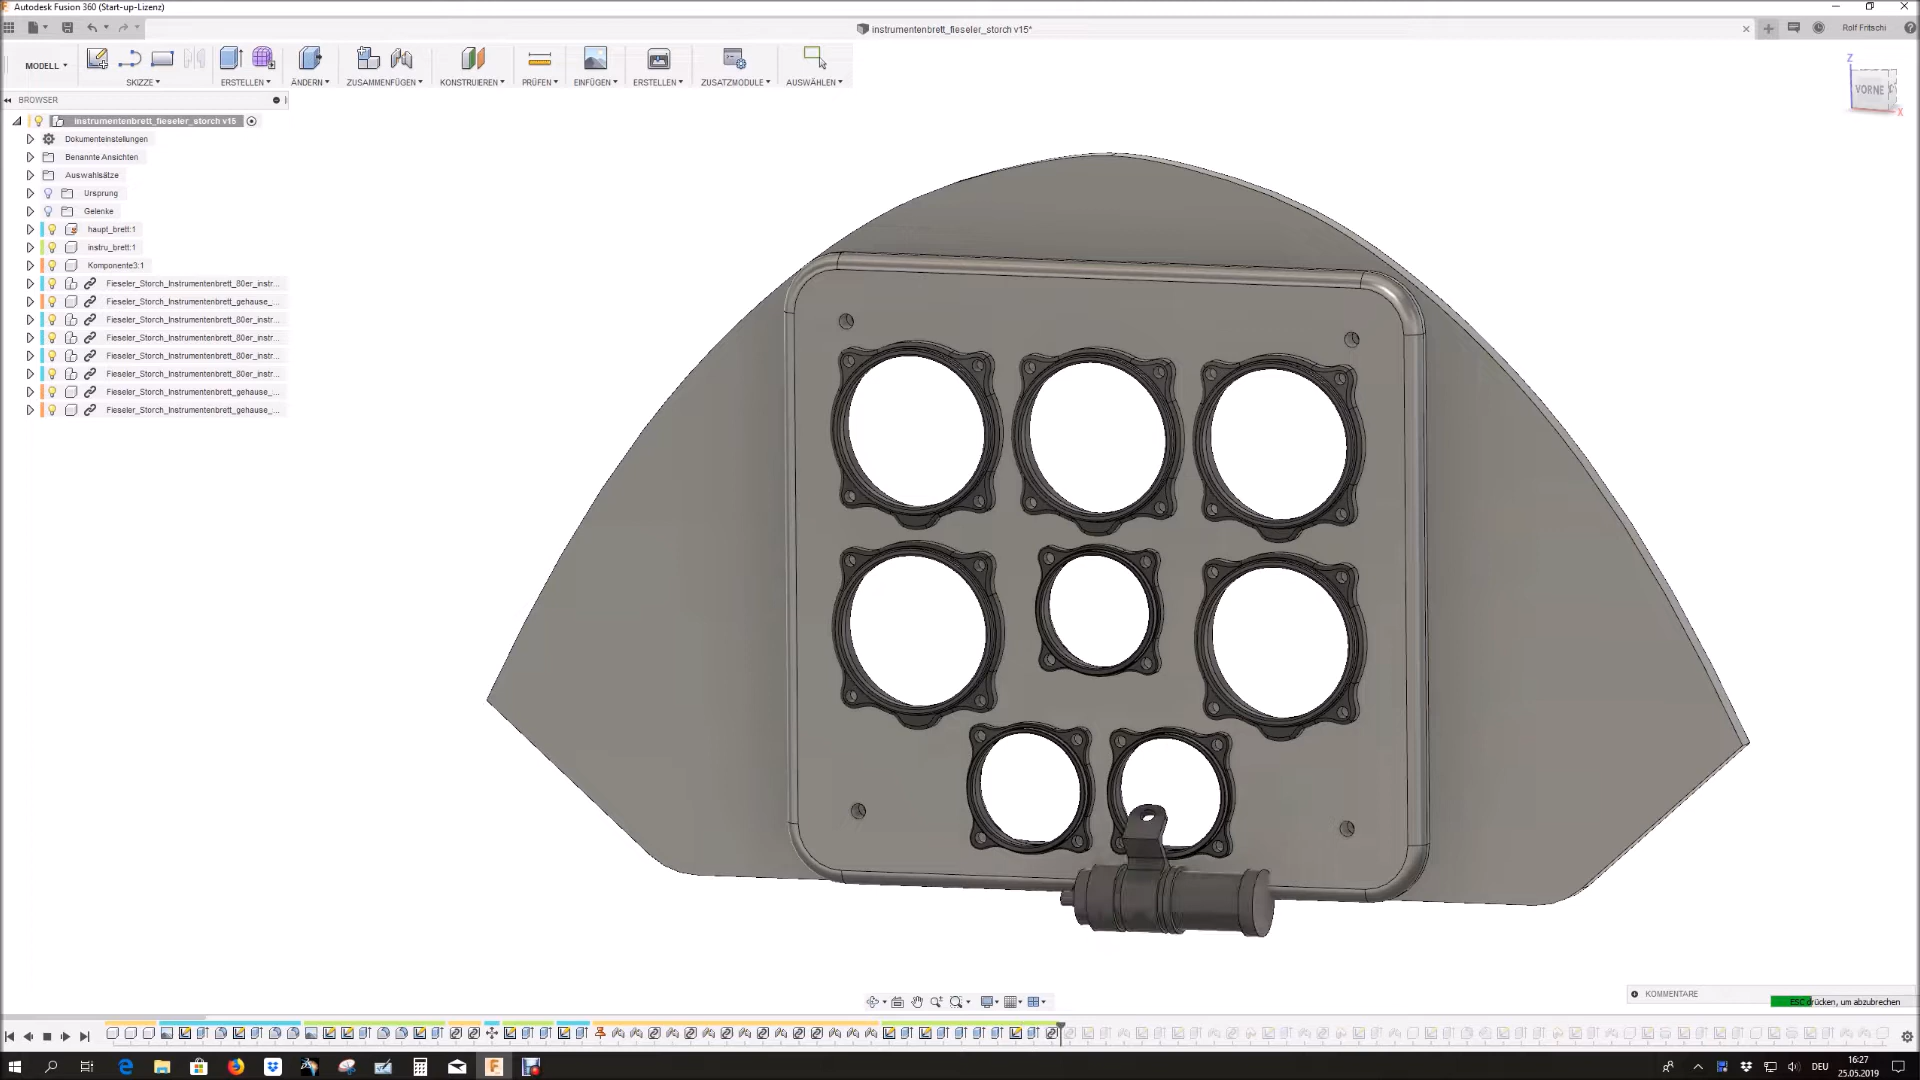 Autodesk Fusion 360 (Start-up-Lizenz)
instrumentenbrett_fieseler_storch v15*
Rolf Fritschi
MODELL
SKIZZE
ERSTELLEN
ÄNDERN
ZUSAMMENFÜGEN
KONSTRUIEREN
PRÜFEN
EINFÜGEN
ERSTELLEN
ZUSATZMODULE
AUSWÄHLEN
Z
VORNE
X
BROWSER
instrumentenbrett_fieseler_storch v15
Dokumenteinstellungen
Benannte Ansichten
Auswahlsätze
Ursprung
Gelenke
haupt_brett:1
instru_brett:1
Komponente3:1
Fieseler_Storch_Instrumentenbrett_80er_instr...
Fieseler_Storch_Instrumentenbrett_gehause_...
Fieseler_Storch_Instrumentenbrett_80er_instr...
Fieseler_Storch_Instrumentenbrett_80er_instr...
Fieseler_Storch_Instrumentenbrett_80er_instr...
Fieseler_Storch_Instrumentenbrett_80er_instr...
Fieseler_Storch_Instrumentenbrett_gehause_...
Fieseler_Storch_Instrumentenbrett_gehause_...
KOMMENTARE
ESC drücken, um abzubrechen
DEU
16:27
25.05.2019